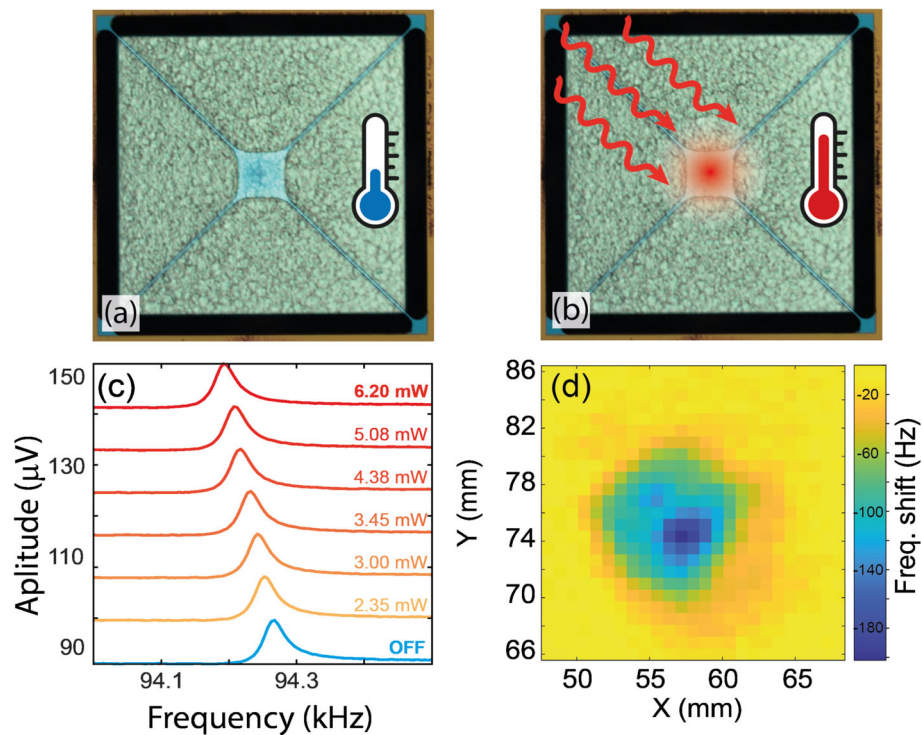 (a)
(b)
(c)
150
130
110
90
Aplitude (μV)
6.20 mW
5.08 mW
4.38 mW
3.45 mW
3.00 mW
2.35 mW
OFF
94.1
94.3
Frequency (kHz)
(d)
86
82
78
74
70
66
Y (mm)
50
55
60
65
X (mm)
-20
-60
-100
-140
-180
Freq. shift (Hz)